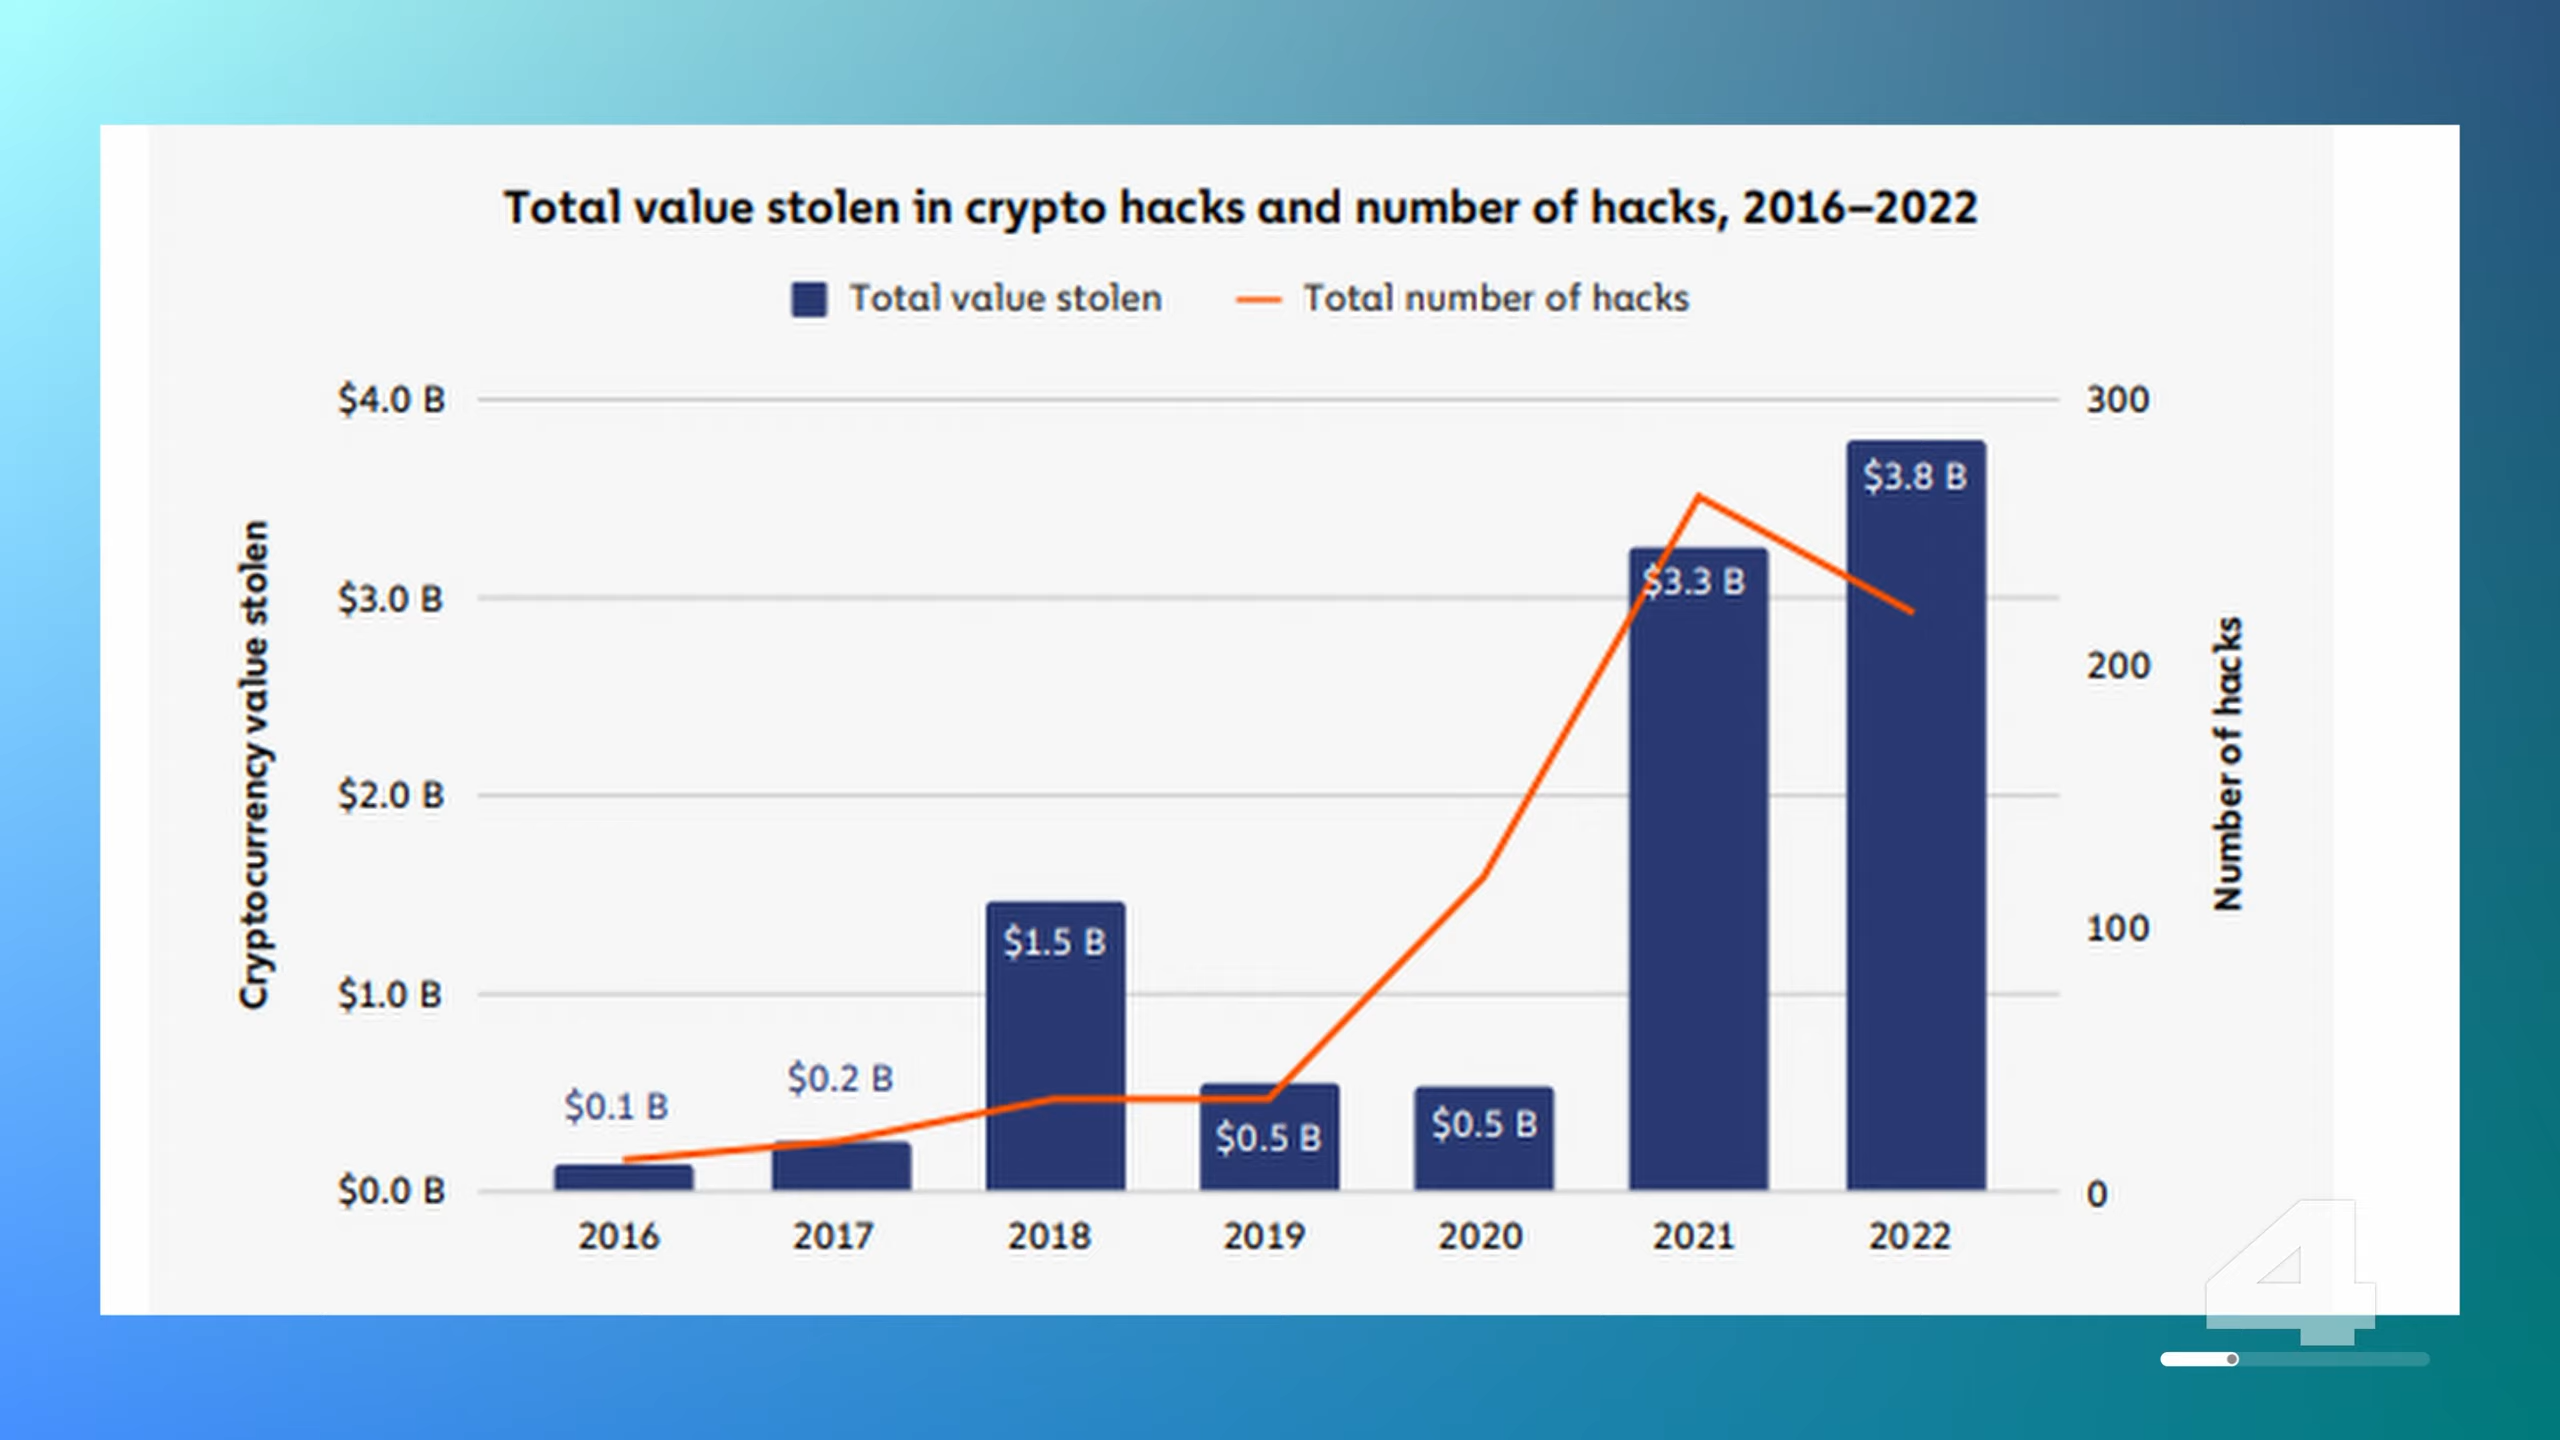 Total value stolen in crypto hacks and number of hacks, 2016–2022
Total value stolen
Total number of hacks
Cryptocurrency value stolen
$4.0 B
$3.0 B
$2.0 B
$1.0 B
$0.0 B
$0.1 B
$0.2 B
$1.5 B
$0.5 B
$0.5 B
$3.3 B
$3.8 B
300
200
100
0
Number of hacks
2016
2017
2018
2019
2020
2021
2022
4